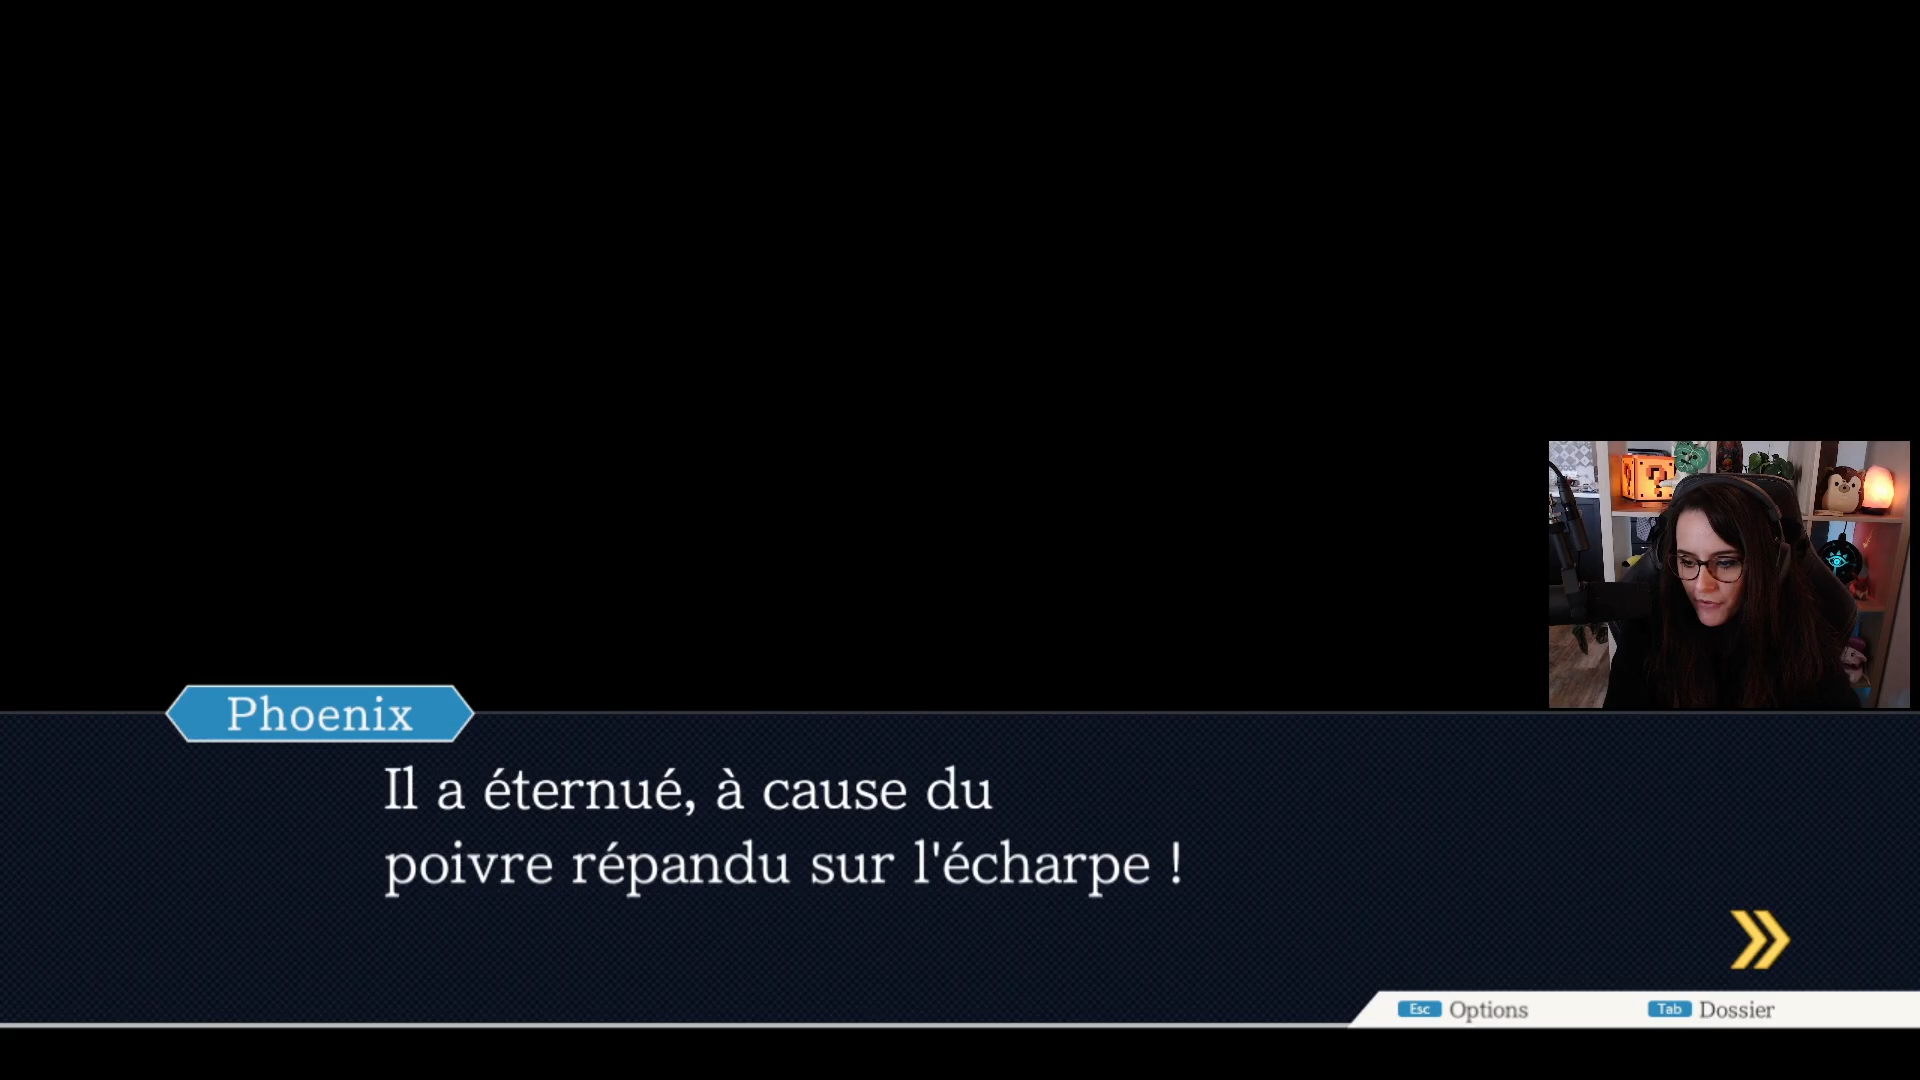 Phoenix
Il a éternué, à cause du
poivre répandu sur l'écharpe !
Esc Options Tab Dossier